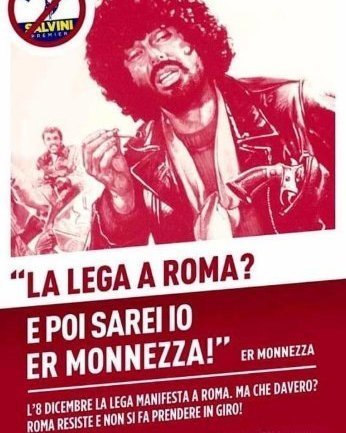 SALVINI
PREMIER
“LA LEGA A ROMA?
E POI SAREI IO
ER MONNEZZA!” ER MONNEZZA
L'8 DICEMBRE LA LEGA MANIFESTA A ROMA. MA CHE DAVERO?
ROMA RESISTE E NON SI FA PRENDERE IN GIRO!